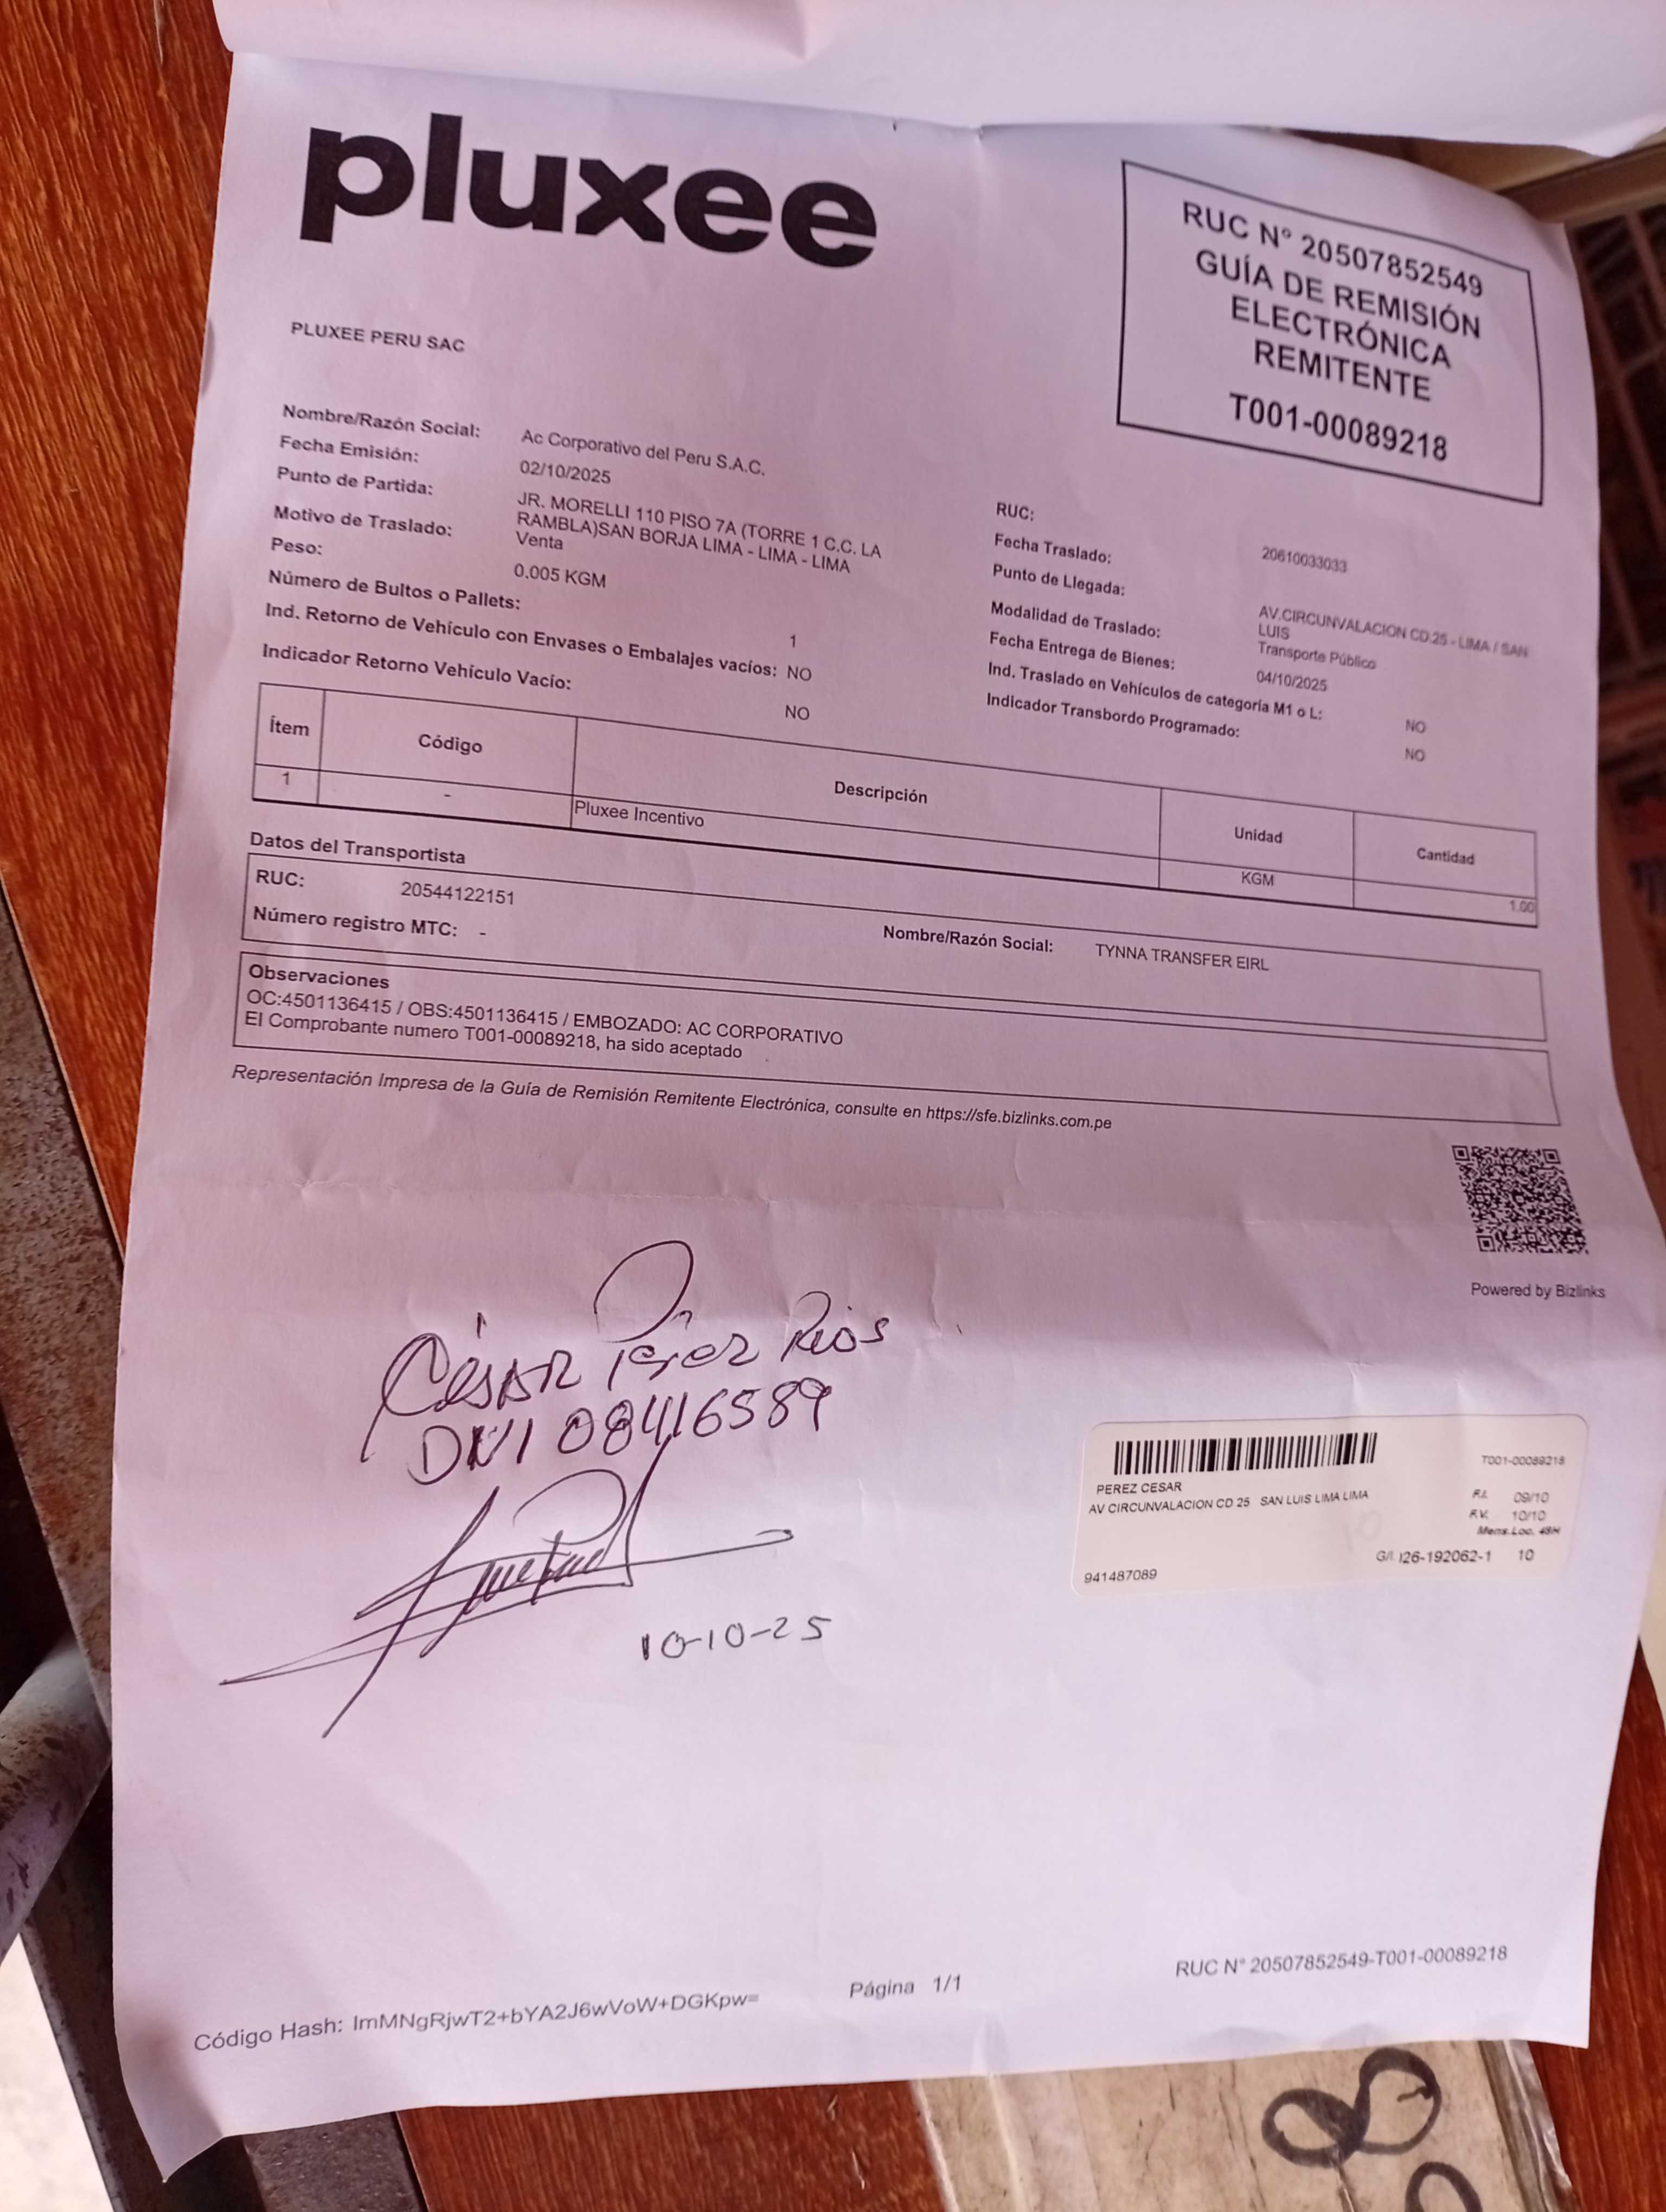 pluxee
RUC N° 20507852549
GUÍA DE REMISIÓN
ELECTRÓNICA
REMITENTE
T001-00089218
PLUXEE PERU SAC
Nombre/Razón Social: Ac Corporativo del Peru S.A.C.
Fecha Emisión: 02/10/2025
Punto de Partida: JR. MORELLI 110 PISO 7A (TORRE 1 C.C. LA
RAMBLA)SAN BORJA LIMA - LIMA - LIMA
Motivo de Traslado: Venta
Peso: 0.005 KGM
Número de Bultos o Pallets: 1
Ind. Retorno de Vehículo con Envases o Embalajes vacíos: NO
Indicador Retorno Vehículo Vacío: NO
RUC: 20610033033
Fecha Traslado:
Punto de Llegada: AV.CIRCUNVALACION CD.25 - LIMA / SAN
LUIS
Modalidad de Traslado: Transporte Público
Fecha Entrega de Bienes: 04/10/2025
Ind. Traslado en Vehículos de categoría M1 o L: NO
Indicador Transbordo Programado: NO
Ítem Código Descripción Unidad Cantidad
1 - Pluxee Incentivo KGM 1.00
Datos del Transportista
RUC: 20544122151
Nombre/Razón Social: TYNNA TRANSFER EIRL
Número registro MTC: -
Observaciones
OC:4501136415 / OBS:4501136415 / EMBOZADO: AC CORPORATIVO
El Comprobante numero T001-00089218, ha sido aceptado
Representación Impresa de la Guía de Remisión Remitente Electrónica, consulte en https://sfe.bizlinks.com.pe
Powered by Bizlinks
César Pérez Rios
DNI 08416589
10-10-25
T001-00089218
PEREZ CESAR
AV CIRCUNVALACION CD 25 SAN LUIS LIMA LIMA
F.I. 09/10
F.V. 10/10
Mens.Loc. 48H
G/I. 026-192062-1 10
941487089
Código Hash: ImMNgRjwT2+bYA2J6wVoW+DGKpw=
Página 1/1
RUC N° 20507852549-T001-00089218